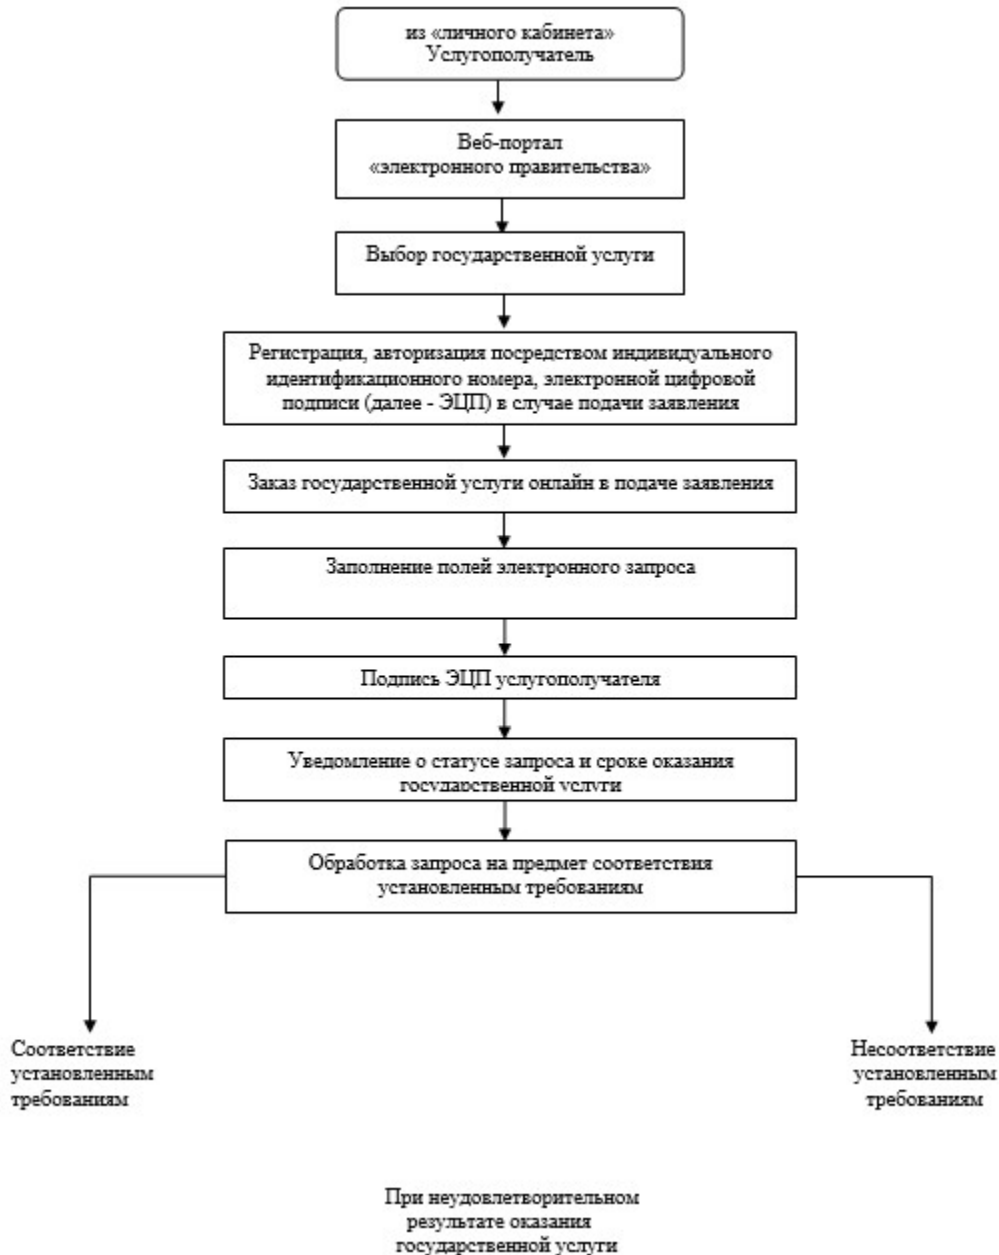 из «личного кабинета»
Услугополучатель
Веб-портал
«электронного правительства»
Выбор государственной услуги
Регистрация, авторизация посредством индивидуального
идентификационного номера, электронной цифровой
подписи (далее - ЭЦП) в случае подачи заявления
Заказ государственной услуги онлайн в подаче заявления
Заполнение полей электронного запроса
Подпись ЭЦП услугополучателя
Уведомление о статусе запроса и сроке оказания
государственной услуги
Обработка запроса на предмет соответствия
установленным требованиям
Соответствие
установленным
требованиям
Несоответствие
установленным
требованиям
При неудовлетворительном
результате оказания
государственной услуги